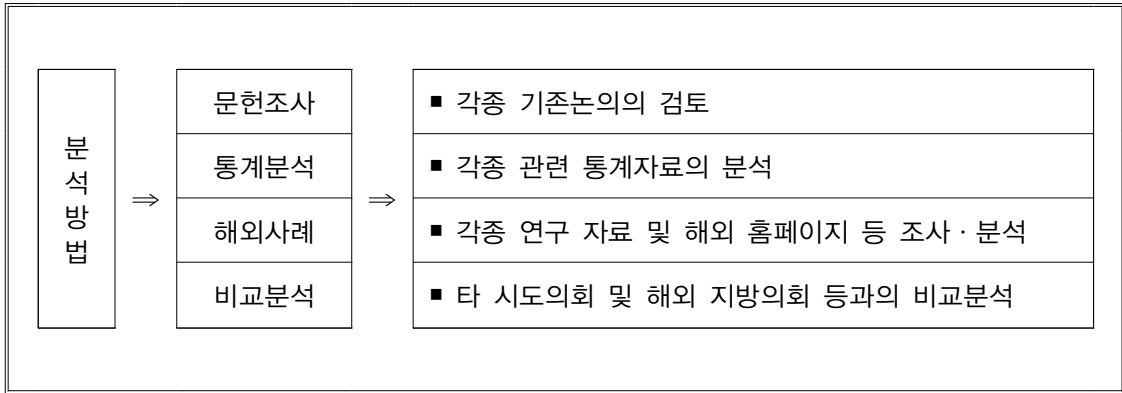 분석방법
⇒
문헌조사
통계분석
해외사례
비교분석
⇒
■ 각종 기존논의의 검토
■ 각종 관련 통계자료의 분석
■ 각종 연구 자료 및 해외 홈페이지 등 조사 · 분석
■ 타 시도의회 및 해외 지방의회 등과의 비교분석